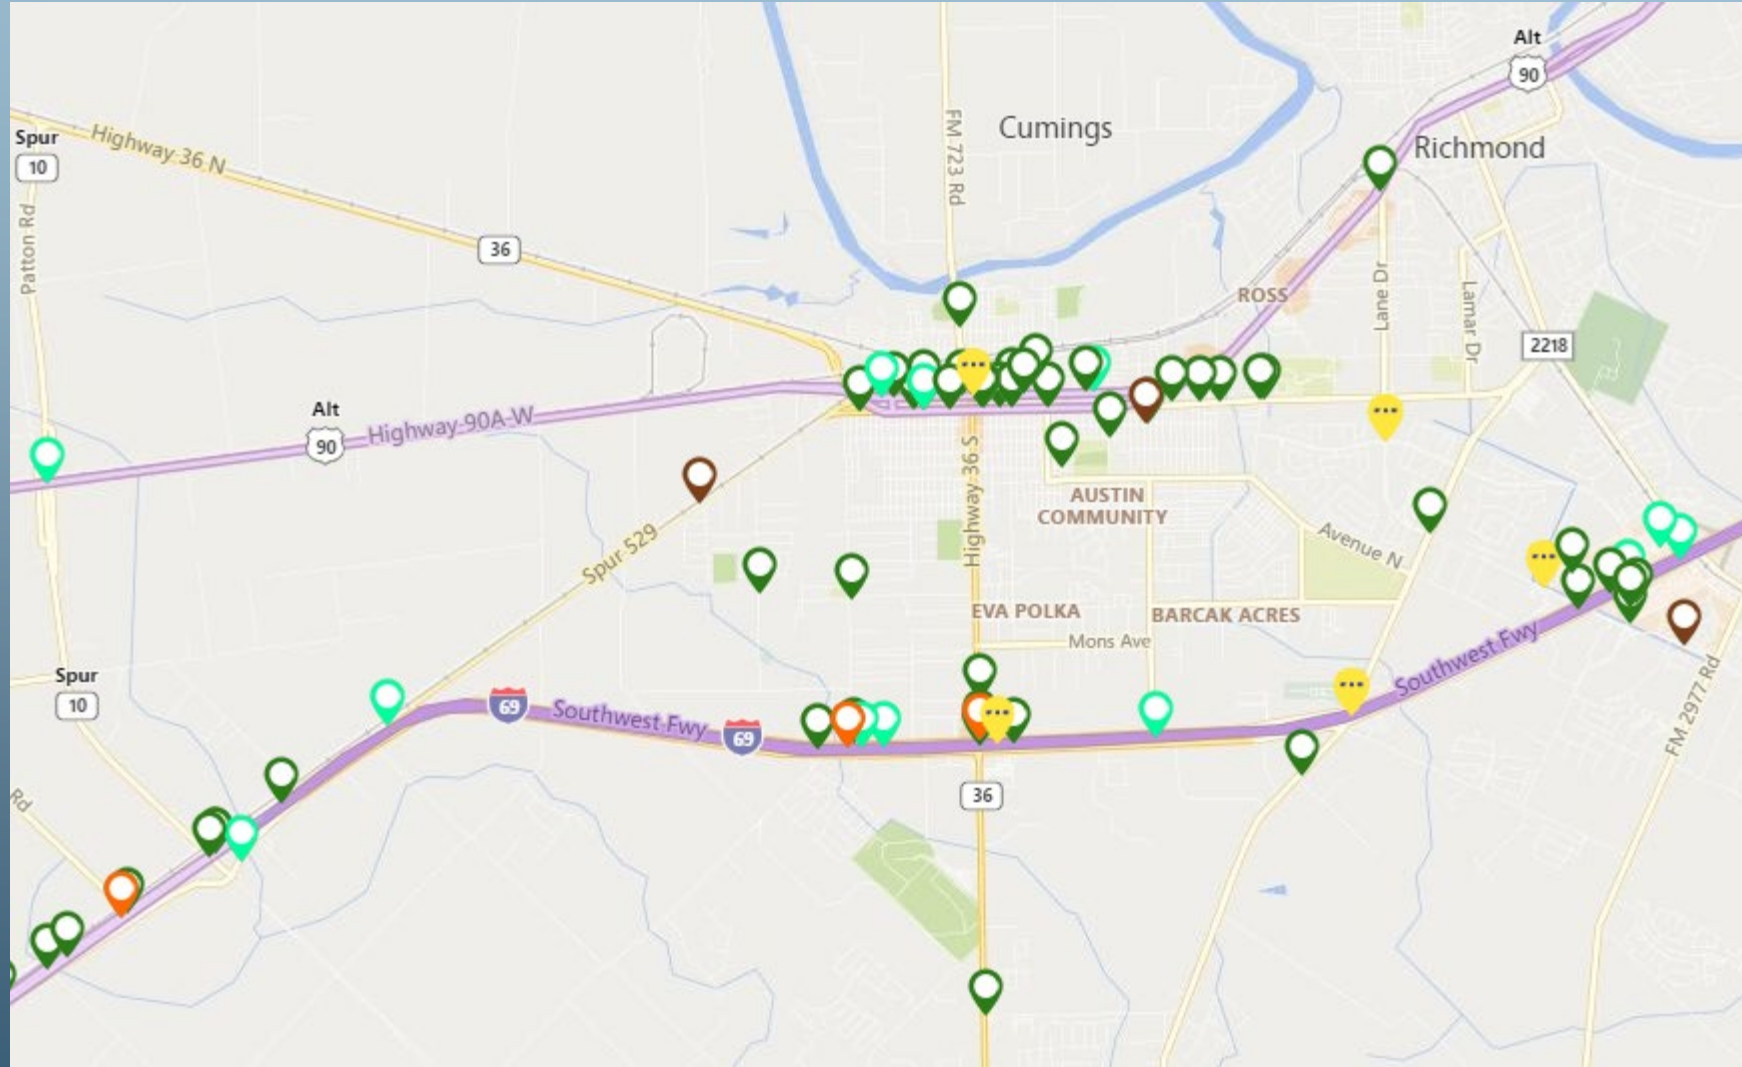 Alt
90
Spur
10
Highway 36 N
FM 723 Rd
Cumings
Richmond
Patton Rd
36
ROSS
Lane Dr
Lamar Dr
2218
Alt
90
Highway 90A W
Highway 36 S
AUSTIN
COMMUNITY
Avenue N
Spur 529
EVA POLKA
BARCAK ACRES
Mons Ave
Southwest Fwy
Spur
10
69
Southwest Fwy
69
FM 2977 Rd
36
Rd